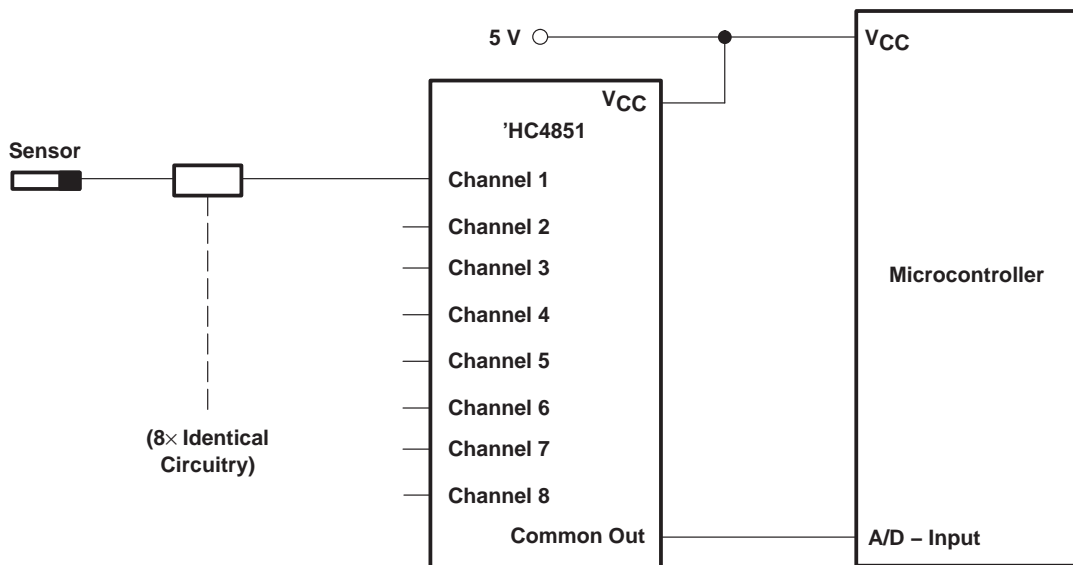 5 V
VCC
VCC
'HC4851
Sensor
Channel 1
Channel 2
Channel 3
Microcontroller
Channel 4
Channel 5
Channel 6
(8× Identical
Circuitry)
Channel 7
Channel 8
Common Out
A/D – Input